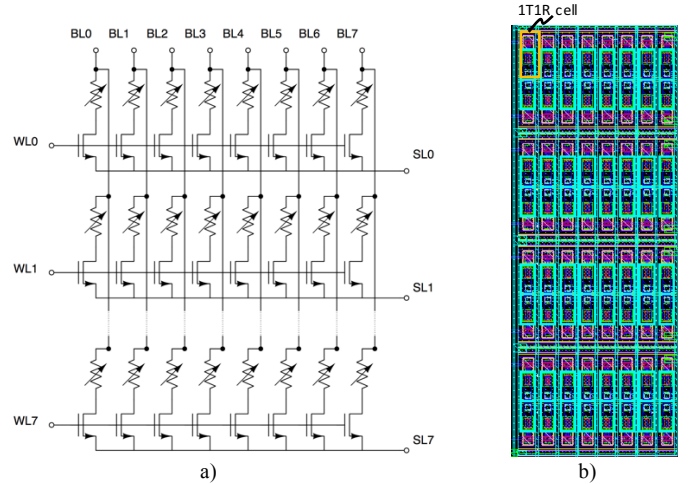 1T1R cell
BL0 BL1 BL2 BL3 BL4 BL5 BL6 BL7
WL0
SL0
WL1
SL1
WL7
SL7
a) b)